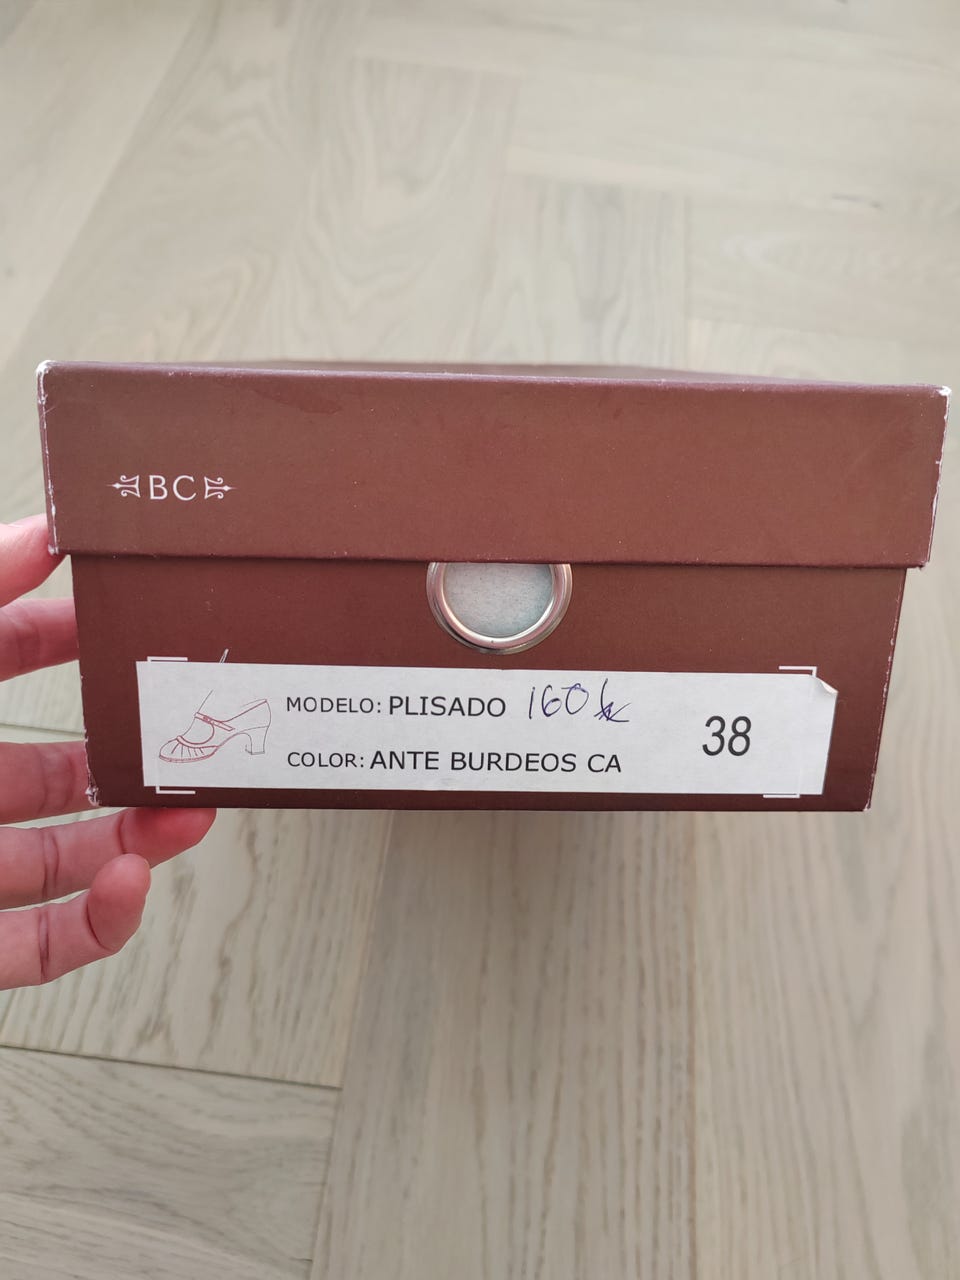 BC
MODELO: PLISADO 160
COLOR: ANTE BURDEOS CA
38